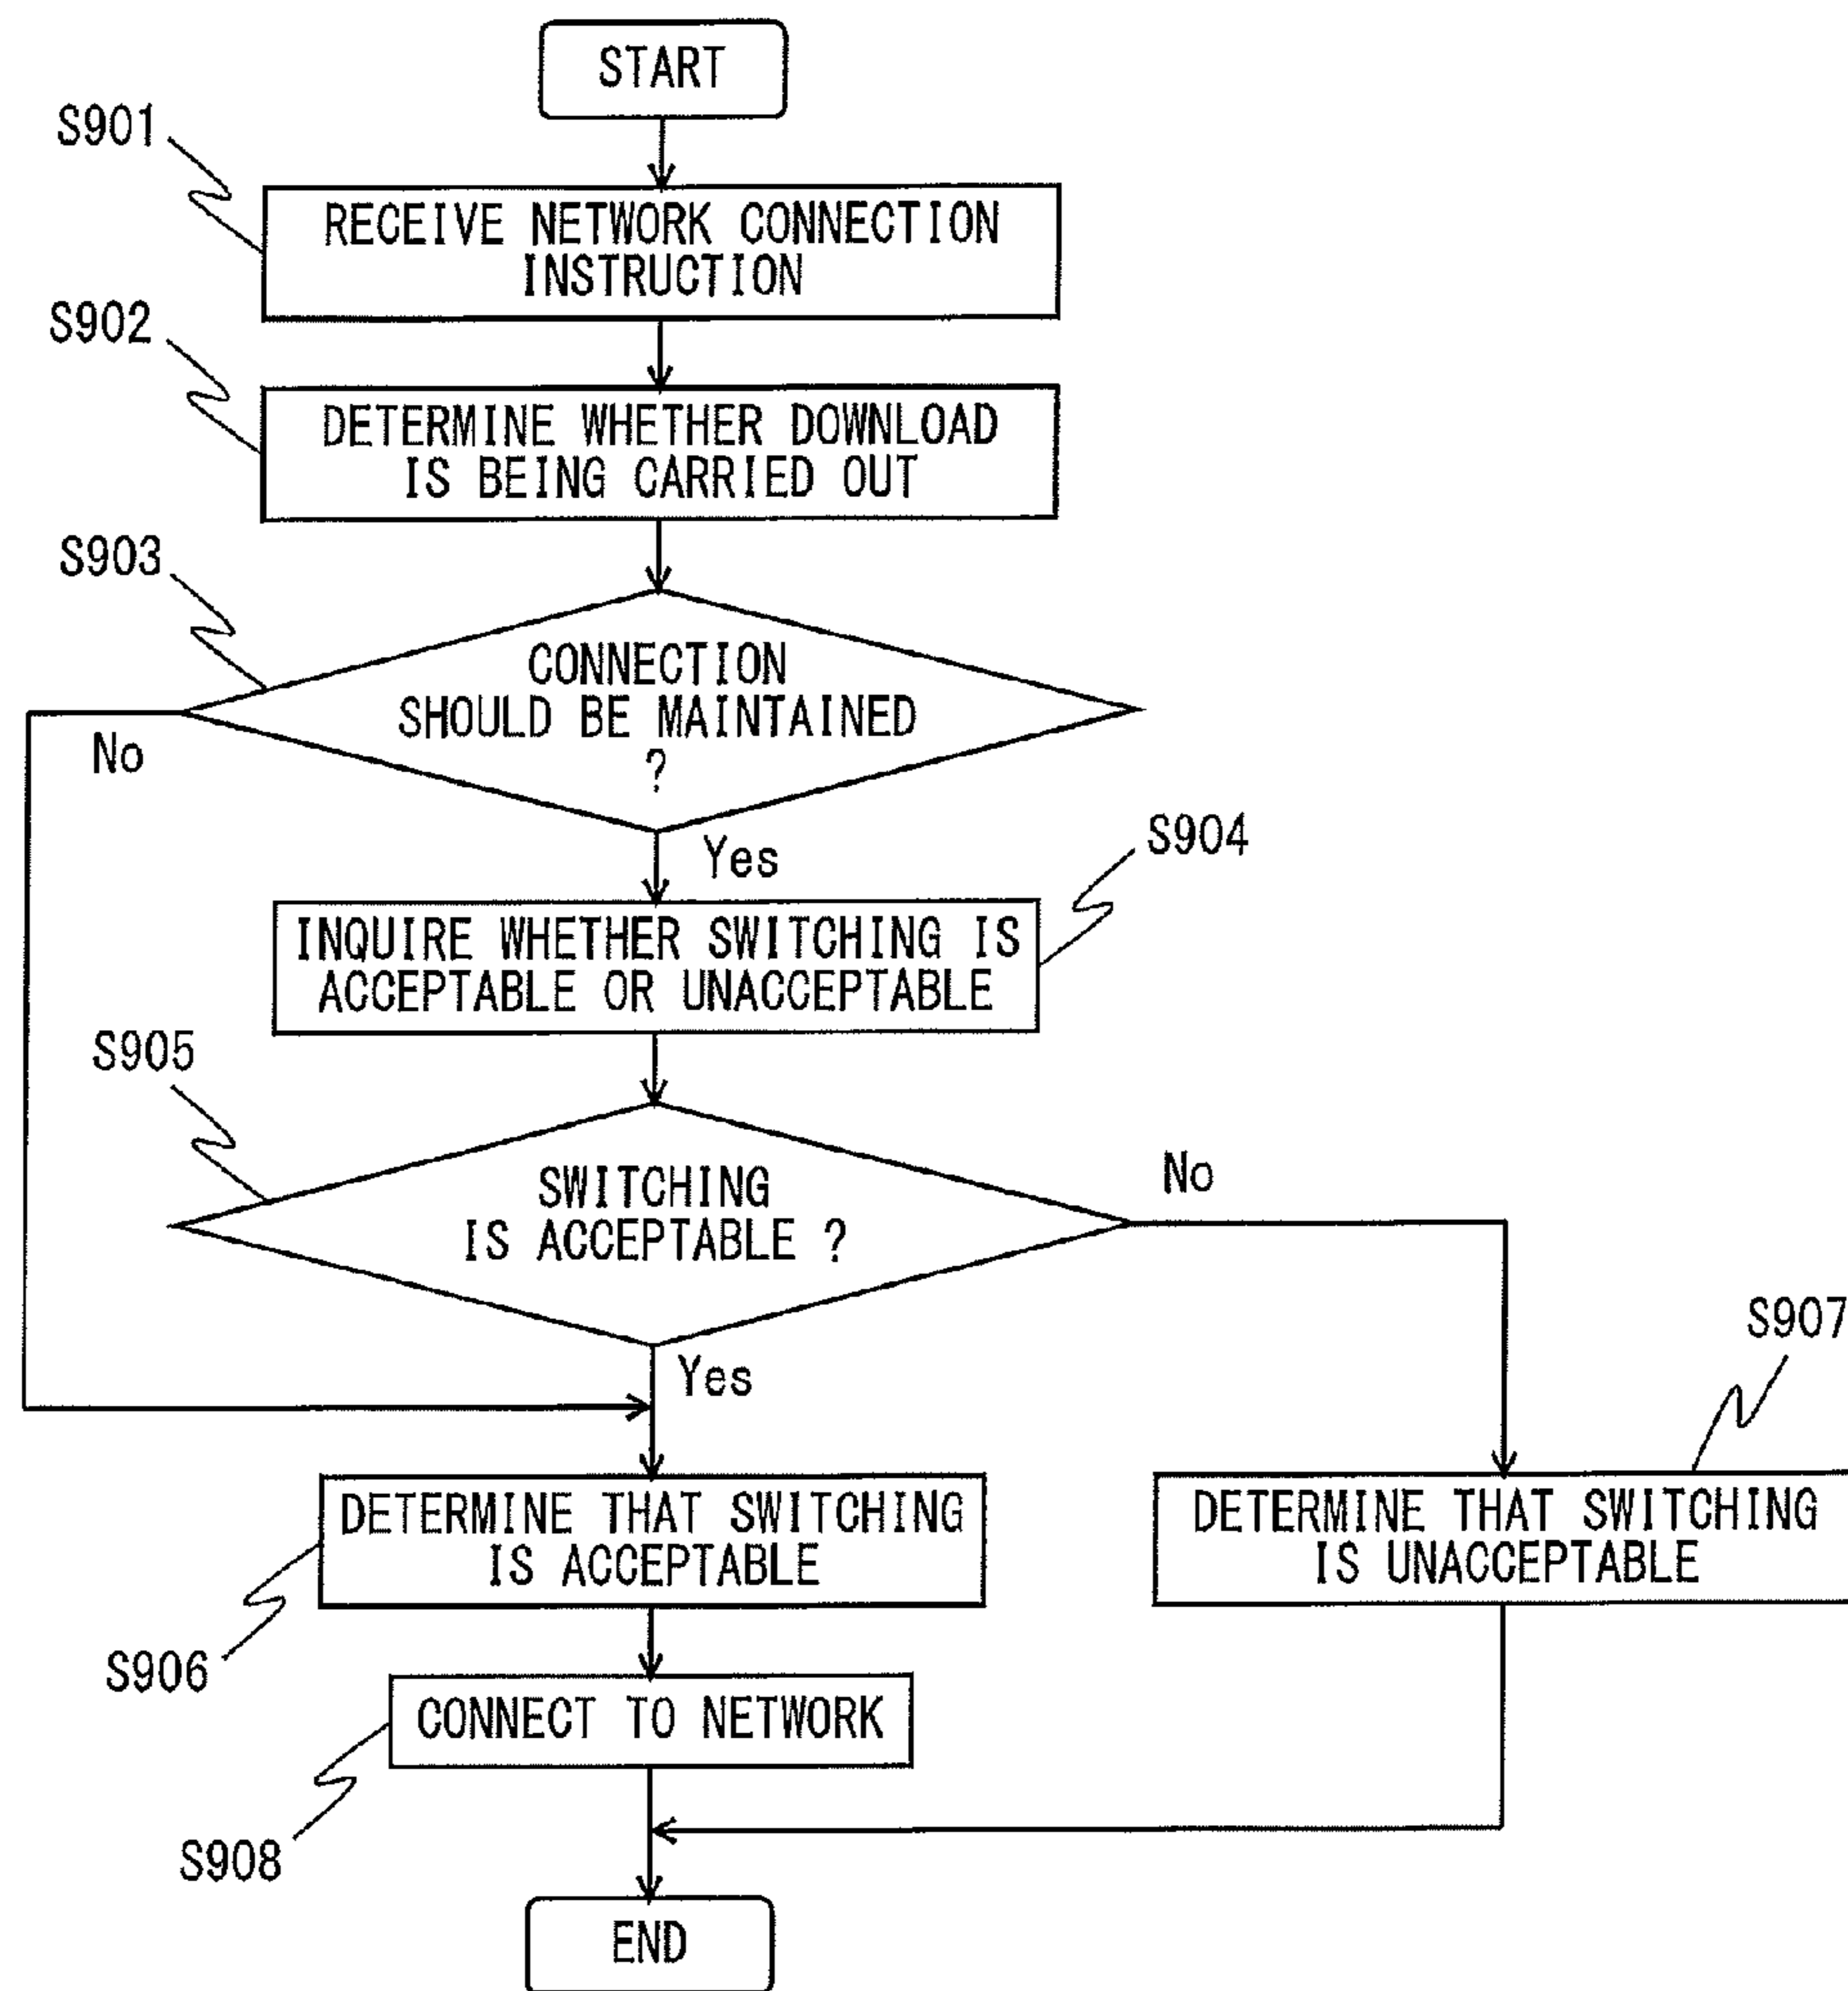 START
S901
RECEIVE NETWORK CONNECTION
INSTRUCTION
S902
DETERMINE WHETHER DOWNLOAD
IS BEING CARRIED OUT
S903
CONNECTION
SHOULD BE MAINTAINED
?
No
Yes
S904
INQUIRE WHETHER SWITCHING IS
ACCEPTABLE OR UNACCEPTABLE
S905
SWITCHING
IS ACCEPTABLE ?
No
Yes
S907
DETERMINE THAT SWITCHING
IS ACCEPTABLE
DETERMINE THAT SWITCHING
IS UNACCEPTABLE
S906
CONNECT TO NETWORK
S908
END